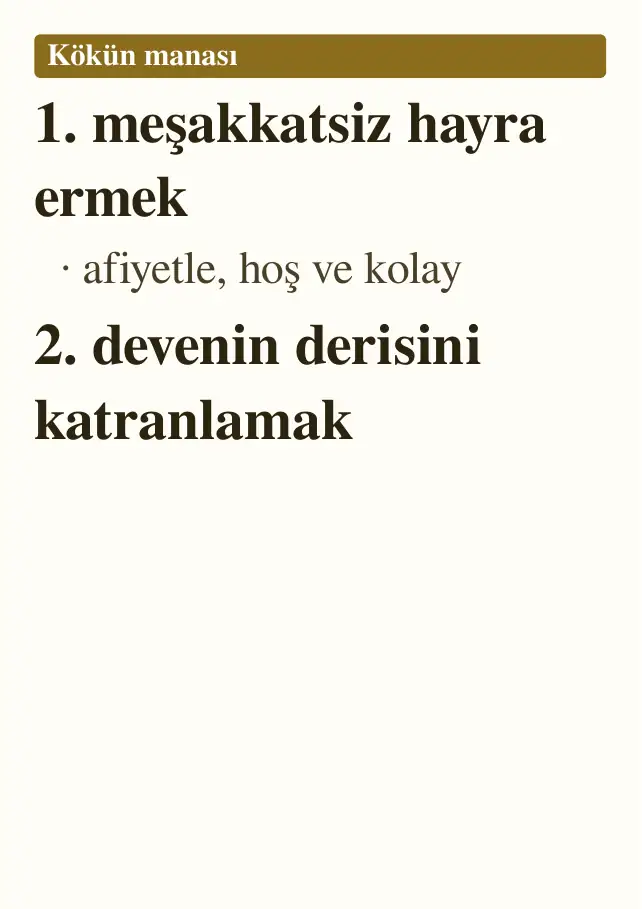 Kökün manası
1. meşakkatsiz hayra
ermek
· afiyetle, hoş ve kolay
2. devenin derisini
katranlamak